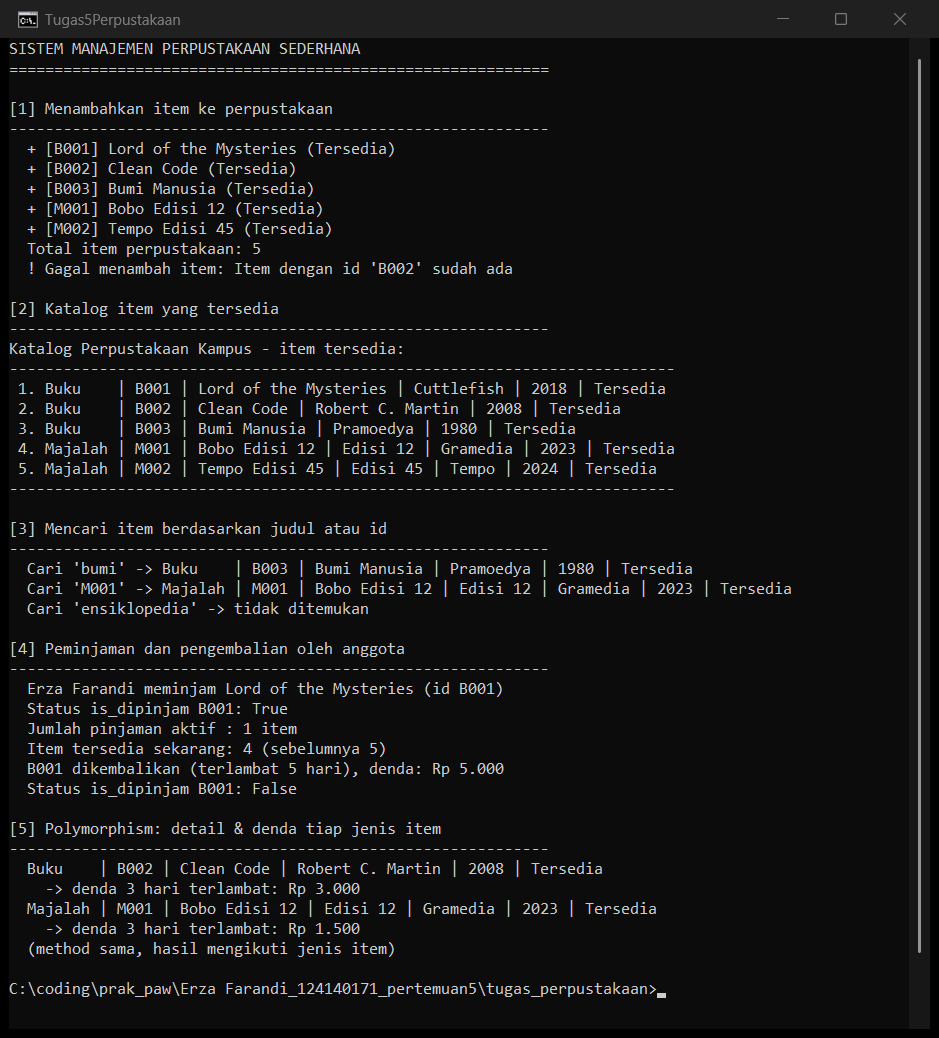 Tugas5Perpustakaan
SISTEM MANAJEMEN PERPUSTAKAAN SEDERHANA
============================================================

[1] Menambahkan item ke perpustakaan
------------------------------------------------------------
  + [B001] Lord of the Mysteries (Tersedia)
  + [B002] Clean Code (Tersedia)
  + [B003] Bumi Manusia (Tersedia)
  + [M001] Bobo Edisi 12 (Tersedia)
  + [M002] Tempo Edisi 45 (Tersedia)
  Total item perpustakaan: 5
  ! Gagal menambah item: Item dengan id 'B002' sudah ada

[2] Katalog item yang tersedia
------------------------------------------------------------
Katalog Perpustakaan Kampus - item tersedia:
--------------------------------------------------------------------------
 1. Buku    | B001 | Lord of the Mysteries | Cuttlefish | 2018 | Tersedia
 2. Buku    | B002 | Clean Code | Robert C. Martin | 2008 | Tersedia
 3. Buku    | B003 | Bumi Manusia | Pramoedya | 1980 | Tersedia
 4. Majalah | M001 | Bobo Edisi 12 | Edisi 12 | Gramedia | 2023 | Tersedia
 5. Majalah | M002 | Tempo Edisi 45 | Edisi 45 | Tempo | 2024 | Tersedia
--------------------------------------------------------------------------

[3] Mencari item berdasarkan judul atau id
------------------------------------------------------------
  Cari 'bumi' -> Buku    | B003 | Bumi Manusia | Pramoedya | 1980 | Tersedia
  Cari 'M001' -> Majalah | M001 | Bobo Edisi 12 | Edisi 12 | Gramedia | 2023 | Tersedia
  Cari 'ensiklopedia' -> tidak ditemukan

[4] Peminjaman dan pengembalian oleh anggota
------------------------------------------------------------
  Erza Farandi meminjam Lord of the Mysteries (id B001)
  Status is_dipinjam B001: True
  Jumlah pinjaman aktif : 1 item
  Item tersedia sekarang: 4 (sebelumnya 5)
  B001 dikembalikan (terlambat 5 hari), denda: Rp 5.000
  Status is_dipinjam B001: False

[5] Polymorphism: detail & denda tiap jenis item
------------------------------------------------------------
  Buku    | B002 | Clean Code | Robert C. Martin | 2008 | Tersedia
    -> denda 3 hari terlambat: Rp 3.000
  Majalah | M001 | Bobo Edisi 12 | Edisi 12 | Gramedia | 2023 | Tersedia
    -> denda 3 hari terlambat: Rp 1.500
  (method sama, hasil mengikuti jenis item)

C:\coding\prak_paw\Erza Farandi_124140171_pertemuan5\tugas_perpustakaan>